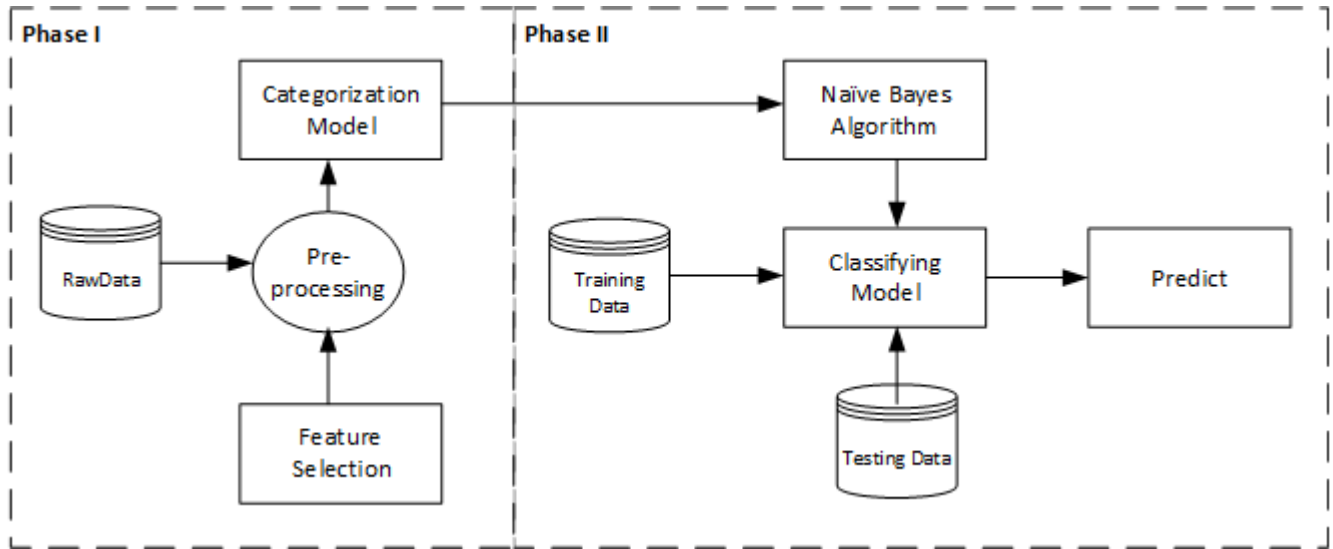 Phase I
Categorization
Model
RawData
Pre-
processing
Feature
Selection
Phase II
Naïve Bayes
Algorithm
Training
Data
Classifying
Model
Predict
Testing Data